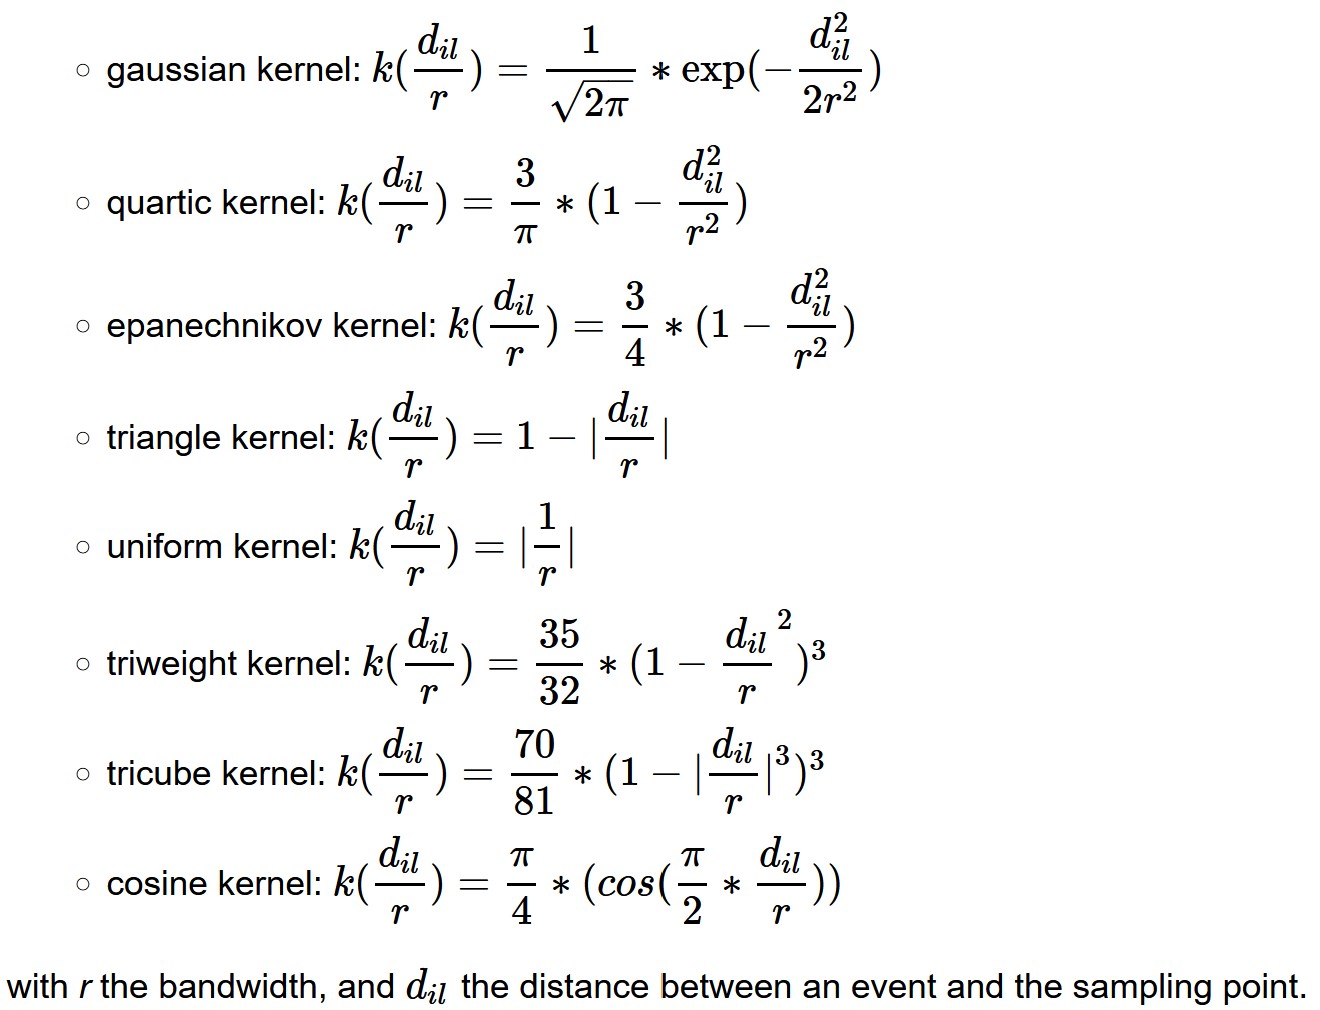 ○ gaussian kernel: $k(\frac{d_{il}}{r}) = \frac{1}{\sqrt{2\pi}} * \exp(-\frac{d_{il}^2}{2r^2})$
○ quartic kernel: $k(\frac{d_{il}}{r}) = \frac{3}{\pi} * (1 - \frac{d_{il}^2}{r^2})$
○ epanechnikov kernel: $k(\frac{d_{il}}{r}) = \frac{3}{4} * (1 - \frac{d_{il}^2}{r^2})$
○ triangle kernel: $k(\frac{d_{il}}{r}) = 1 - |\frac{d_{il}}{r}|$
○ uniform kernel: $k(\frac{d_{il}}{r}) = |\frac{1}{r}|$
○ triweight kernel: $k(\frac{d_{il}}{r}) = \frac{35}{32} * (1 - \frac{d_{il}}{r}^2)^3$
○ tricube kernel: $k(\frac{d_{il}}{r}) = \frac{70}{81} * (1 - |\frac{d_{il}}{r}|^3)^3$
○ cosine kernel: $k(\frac{d_{il}}{r}) = \frac{\pi}{4} * (cos(\frac{\pi}{2} * \frac{d_{il}}{r}))$
with r the bandwidth, and $d_{il}$ the distance between an event and the sampling point.